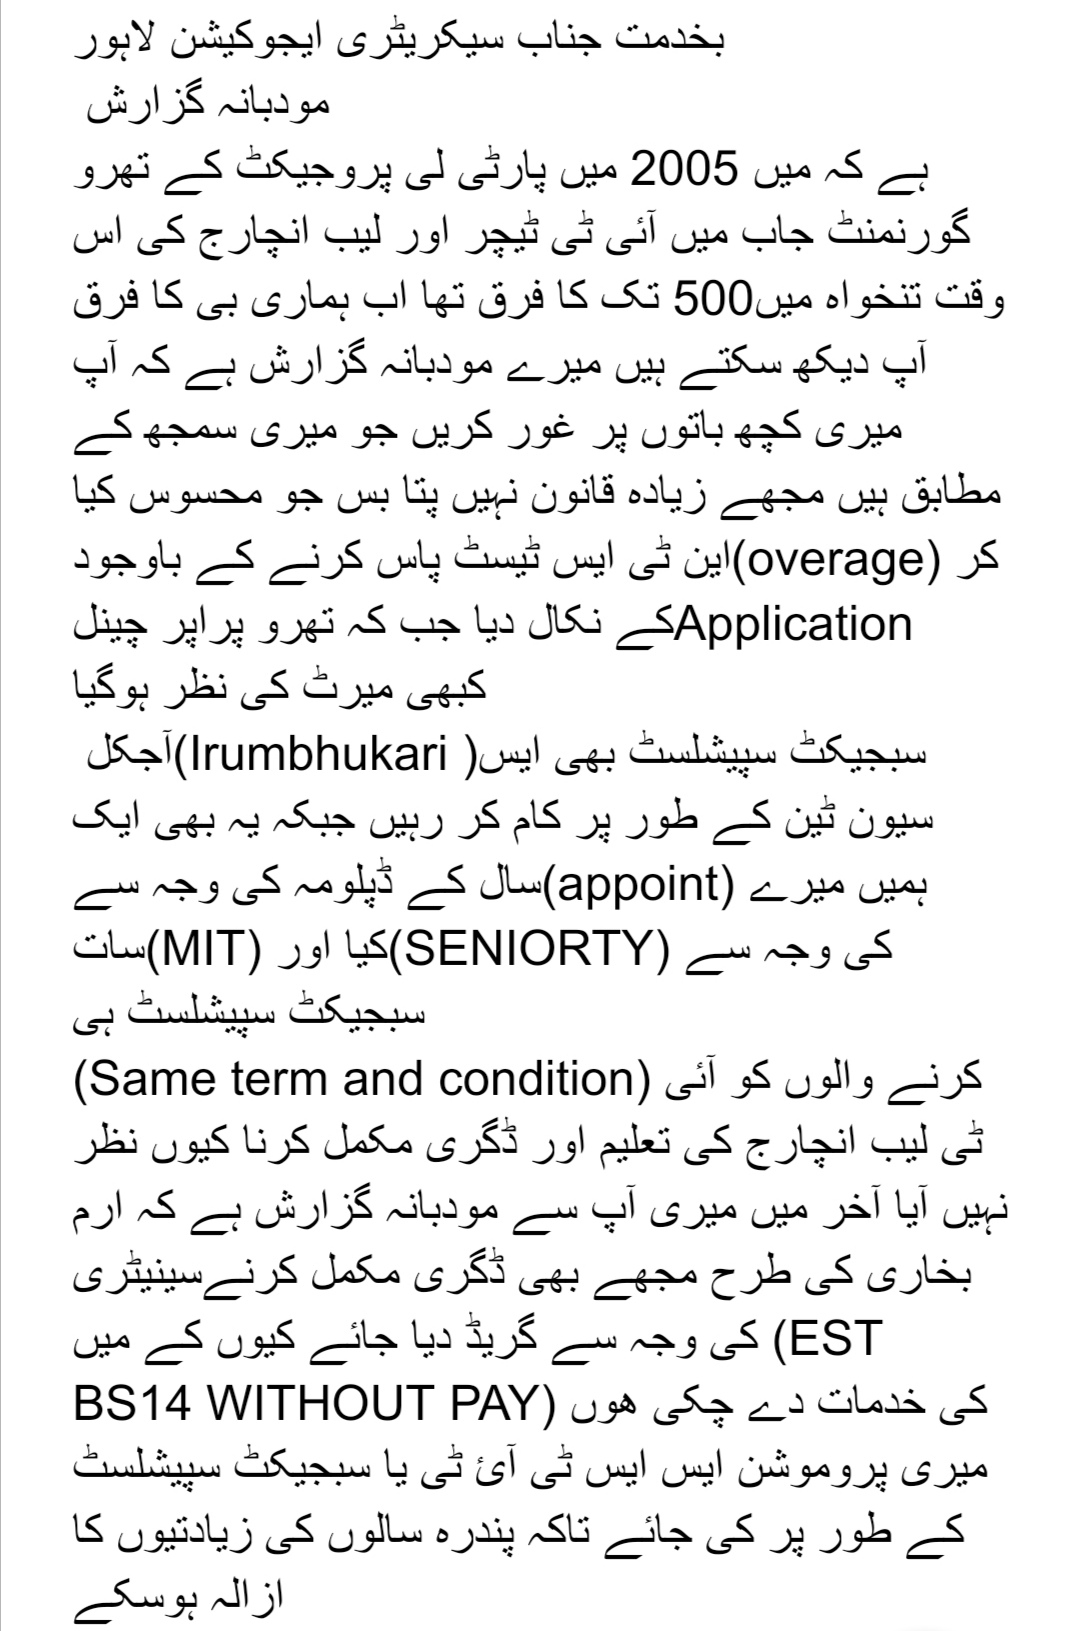 بخدمت جناب سیکریٹری ایجوکیشن لاہور
مودبانہ گزارش
ہے کہ میں 2005 میں پارٹی لی پروجیکٹ کے تھرو
گورنمنٹ جاب میں آئی ٹی ٹیچر اور لیب انچارج کی اس
وقت تنخواہ میں500 تک کا فرق تھا اب ہماری بی کا فرق
آپ دیکھ سکتے ہیں میرے مودبانہ گزارش ہے کہ آپ
میری کچھ باتوں پر غور کریں جو میری سمجھ کے
مطابق ہیں مجھے زیادہ قانون نہیں پتا بس جو محسوس کیا
کر (overage)این ٹی ایس ٹیسٹ پاس کرنے کے باوجود
Applicationکے نکال دیا جب کہ تھرو پراپر چینل
کبھی میرٹ کی نظر ہوگیا
سبجیکٹ سپیشلسٹ بھی ایس( Irumbhukari)آجکل
سیون ٹین کے طور پر کام کر رہیں جبکہ یہ بھی ایک
ہمیں میرے (appoint)سال کے ڈپلومہ کی وجہ سے
کی وجہ سے (SENIORTY)کیا اور (MIT)سات
سبجیکٹ سپیشلسٹ ہی
کرنے والوں کو آئی (Same term and condition)
ٹی لیب انچارج کی تعلیم اور ڈگری مکمل کرنا کیوں نظر
نہیں آیا آخر میں میری آپ سے مودبانہ گزارش ہے کہ ارم
بخاری کی طرح مجھے بھی ڈگری مکمل کرنےسینیٹری
کی وجہ سے گریڈ دیا جائے کیوں کے میں (EST
کی خدمات دے چکی ھوں (BS14 WITHOUT PAY
میری پروموشن ایس ایس ٹی آئ ٹی یا سبجیکٹ سپیشلسٹ
کے طور پر کی جائے تاکہ پندرہ سالوں کی زیادتیوں کا
ازالہ ہوسکے